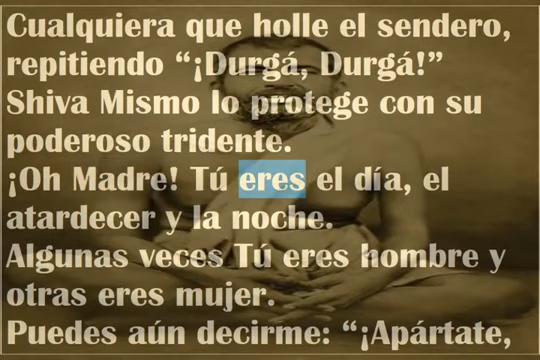 Cualquiera que holle el sendero,
repitiendo “¡Durgá, Durgá!”
Shiva Mismo lo protege con su
poderoso tridente.
¡Oh Madre! Tú eres el día, el
atardecer y la noche.
Algunas veces Tú eres hombre y
otras eres mujer.
Puedes aún decirme: “¡Apártate,